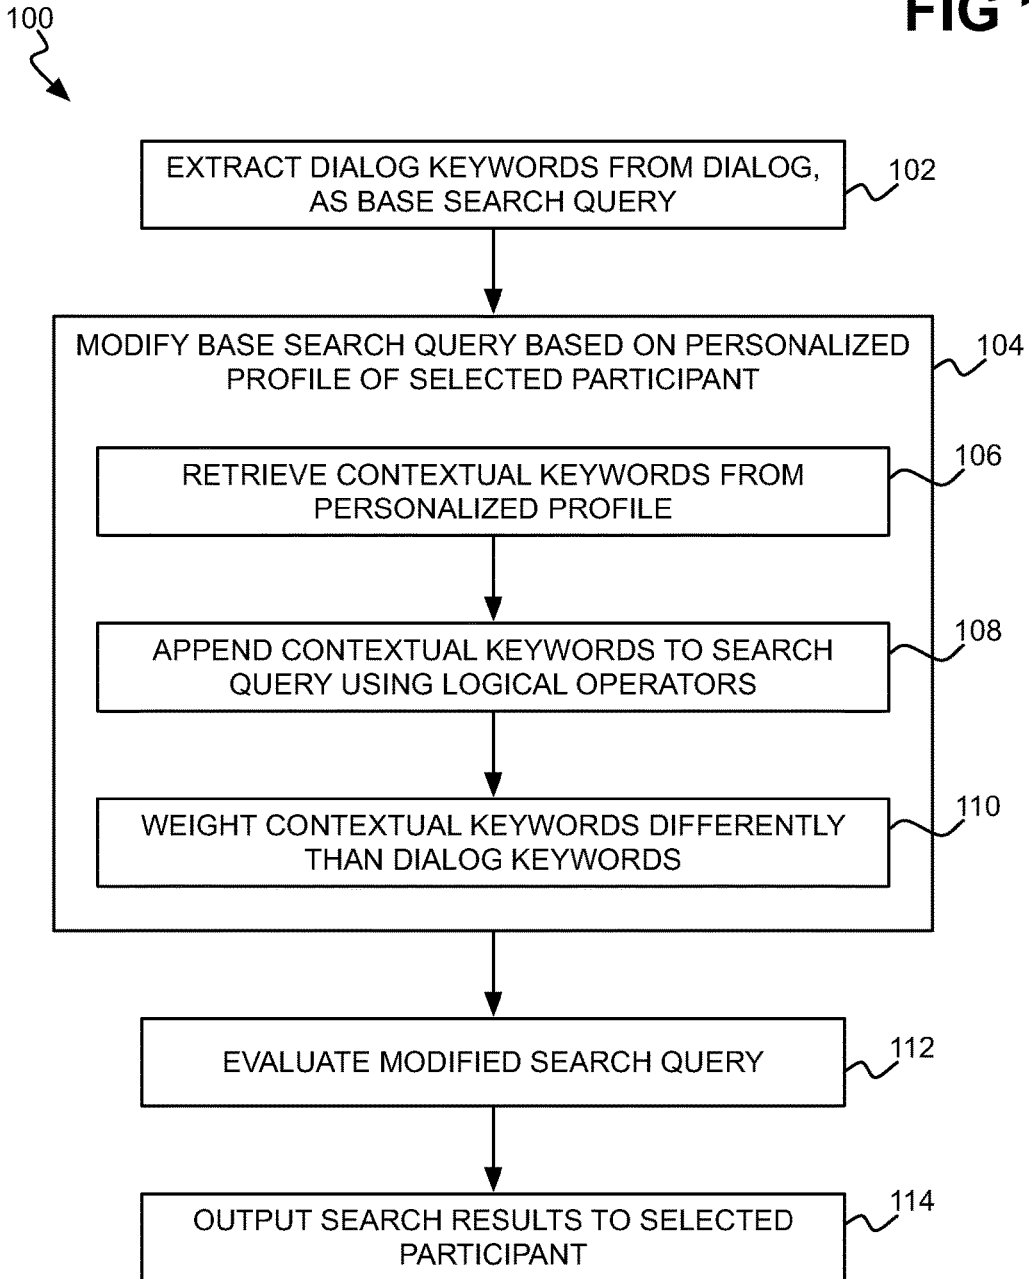 100
FIG 1
EXTRACT DIALOG KEYWORDS FROM DIALOG,
AS BASE SEARCH QUERY
102
MODIFY BASE SEARCH QUERY BASED ON PERSONALIZED
PROFILE OF SELECTED PARTICIPANT
104
RETRIEVE CONTEXTUAL KEYWORDS FROM
PERSONALIZED PROFILE
106
APPEND CONTEXTUAL KEYWORDS TO SEARCH
QUERY USING LOGICAL OPERATORS
108
WEIGHT CONTEXTUAL KEYWORDS DIFFERENTLY
THAN DIALOG KEYWORDS
110
EVALUATE MODIFIED SEARCH QUERY
112
OUTPUT SEARCH RESULTS TO SELECTED
PARTICIPANT
114